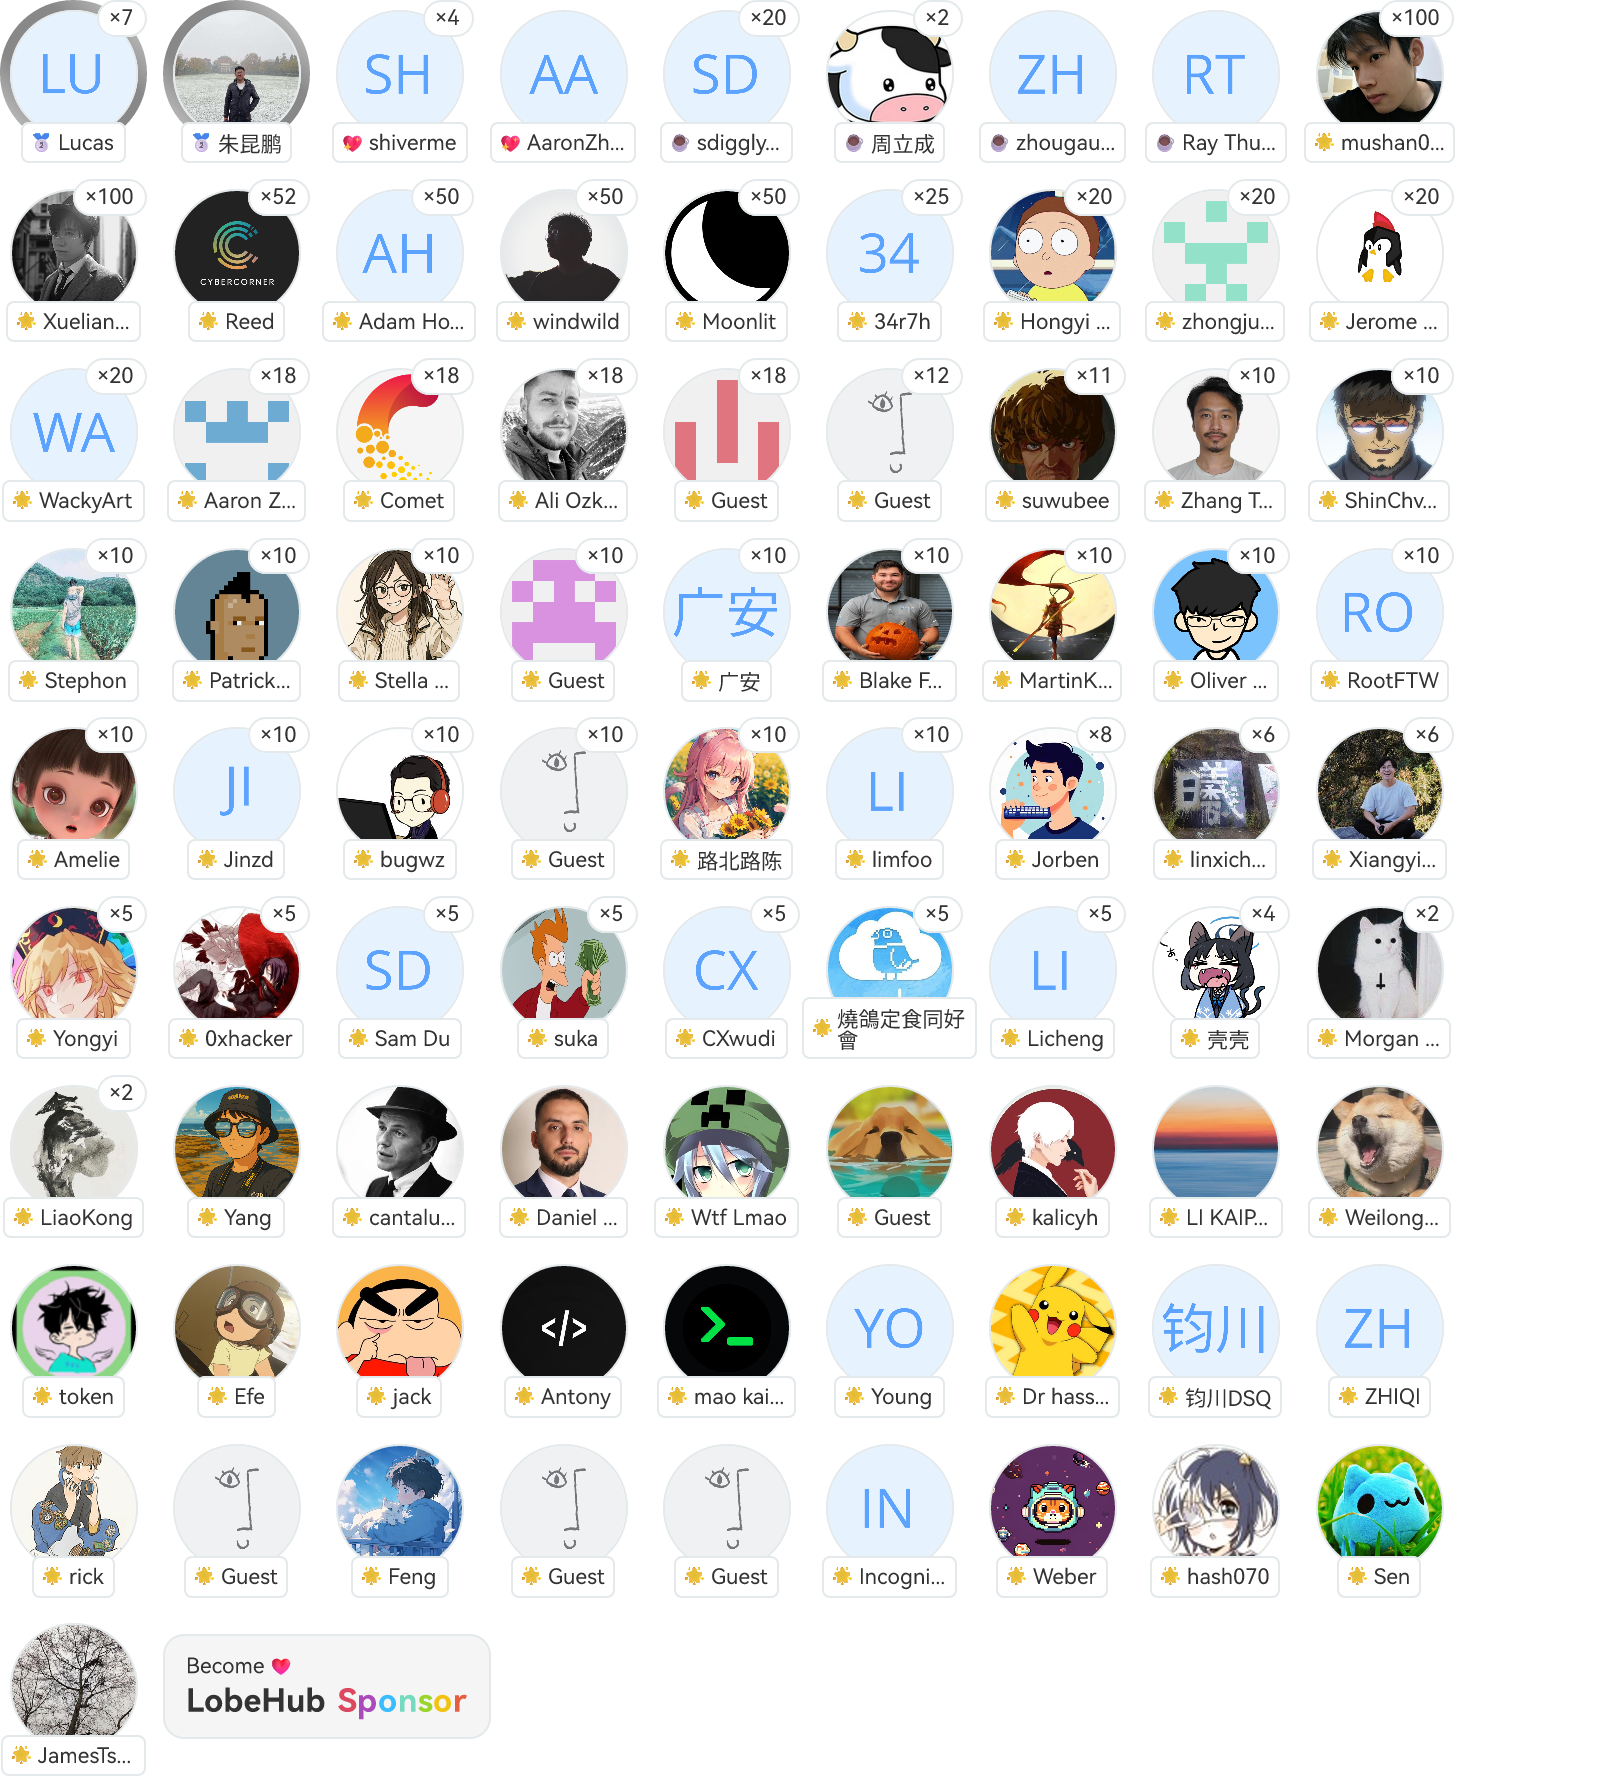 ×7
LU
Lucas
朱昆鹏
×4
SH
shiverme
AA
AaronZh...
×20
SD
sdiggly...
×2
周立成
ZH
zhougau...
RT
Ray Thu...
×100
mushan0...
×100
Xuelian...
×52
CYBERCORNER
Reed
×50
AH
Adam Ho...
×50
windwild
×50
Moonlit
×25
34
34r7h
×20
Hongyi ...
×20
zhongju...
×20
Jerome ...
×20
WA
WackyArt
×18
Aaron Z...
×18
Comet
×18
Ali Ozk...
×18
Guest
×12
Guest
×11
suwubee
×10
Zhang T...
×10
ShinChv...
×10
Stephon
×10
Patrick...
×10
Stella ...
×10
Guest
×10
广安
广安
×10
Blake F...
×10
MartinK...
×10
Oliver ...
×10
RO
RootFTW
×10
Amelie
×10
JI
Jinzd
×10
bugwz
×10
Guest
×10
路北路陈
×10
LI
limfoo
×8
Jorben
×6
linxich...
×6
Xiangyi...
×5
Yongyi
×5
0xhacker
×5
SD
Sam Du
×5
suka
×5
CX
CXwudi
×5
燒鴿定食同好
會
×5
LI
Licheng
×4
壳壳
×2
Morgan ...
×2
LiaoKong
Yang
cantalu...
Daniel ...
Wtf Lmao
Guest
kalicyh
LI KAIP...
Weilong...
token
Efe
jack
</>
Antony
>_
mao kai...
YO
Young
Dr hass...
钧川
钧川DSQ
ZH
ZHIQI
rick
Guest
Feng
Guest
Guest
IN
Incogni...
Weber
hash070
Sen
JamesTs...
Become
LobeHub Sponsor